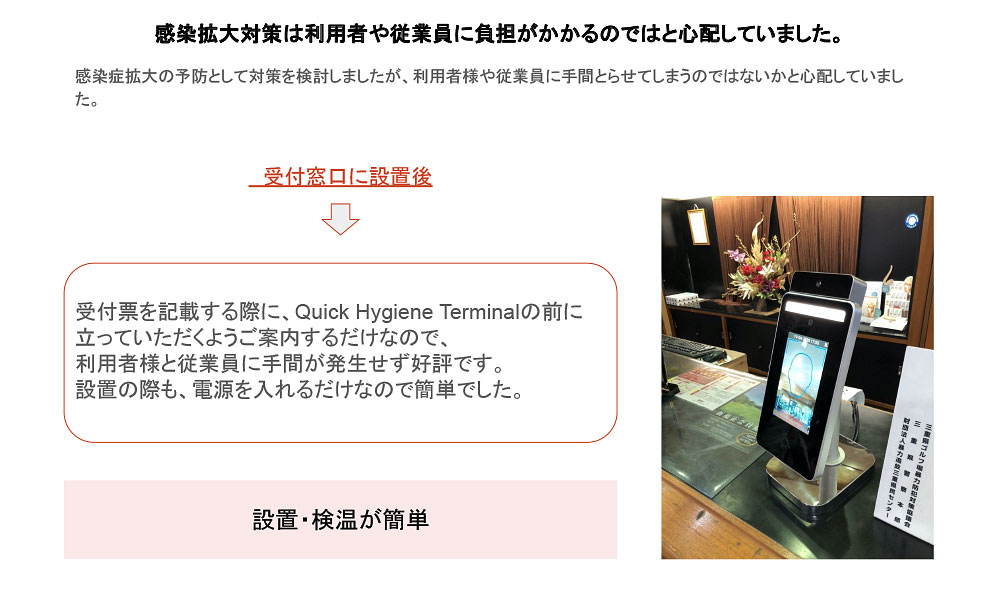 感染拡大対策は利用者や従業員に負担がかかるのではと心配していました。
感染症拡大の予防として対策を検討しましたが、利用者様や従業員に手間とらせてしまうのではないかと心配していまし
た。
受付窓口に設置後
受付票を記載する際に、Quick Hygiene Terminalの前に
立っていただくようご案内するだけなので、
利用者様と従業員に手間が発生せず好評です。
設置の際も、電源を入れるだけなので簡単でした。
設置・検温が簡単
三重県ゴルフ場暴力防犯対策協議会
三重県警察本部
財団法人暴力追放三重県民センター